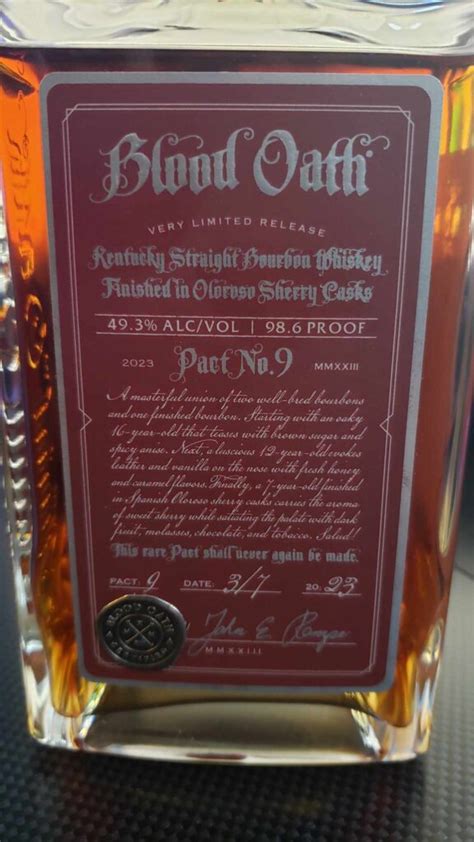 Blood Oath®
VERY LIMITED RELEASE
Kentucky Straight Bourbon Whiskey
Finished in Oloroso Sherry Casks
49.3% ALC/VOL | 98.6 PROOF
2023 Pact No.9 MMXXIII
A masterful union of two well-bred bourbons
and one finished bourbon. Starting with an oaky
16-year-old that teases with brown sugar and
spicy anise. Next, a luscious 12-year-old evokes
leather and vanilla on the nose with fresh honey
and caramel flavors. Finally, a 7-year-old finished
in Spanish Oloroso sherry casks carries the aroma
of sweet sherry while satiating the palate with dark
fruit, molasses, chocolate, and tobacco. Salud!
This rare Pact shall never again be made.
PACT: 9 DATE: 3/7 20: 23
BLOOD OATH
John E. Rempe
MMXXIII